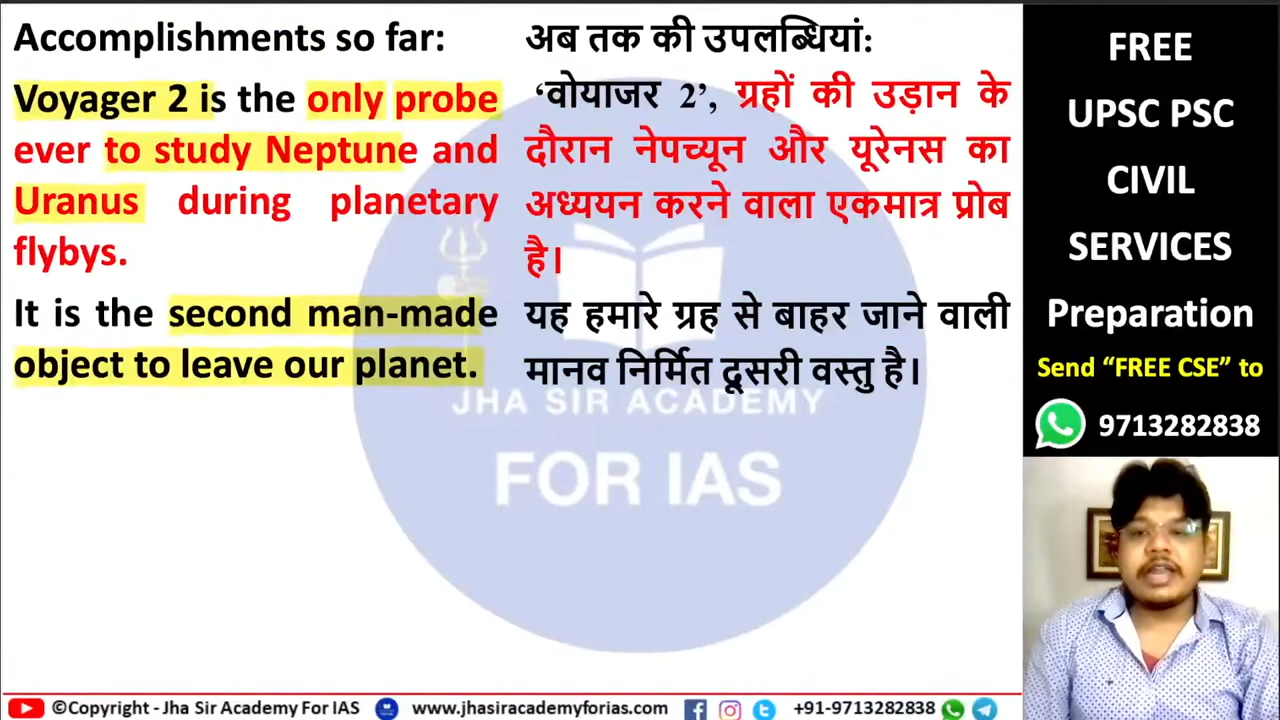 Accomplishments so far:
Voyager 2 is the only probe
ever to study Neptune and
Uranus during planetary
flybys.
It is the second man-made
object to leave our planet.
अब तक की उपलब्धियां:
‘वोयाजर 2’, ग्रहों की उड़ान के
दौरान नेपच्यून और यूरेनस का
अध्ययन करने वाला एकमात्र प्रोब
है।
यह हमारे ग्रह से बाहर जाने वाली
मानव निर्मित दूसरी वस्तु है।
JHA SIR ACADEMY
FOR IAS
FREE
UPSC PSC
CIVIL
SERVICES
Preparation
Send “FREE CSE” to
9713282838
©Copyright - Jha Sir Academy For IAS
www.jhasiracademyforias.com
+91-9713282838